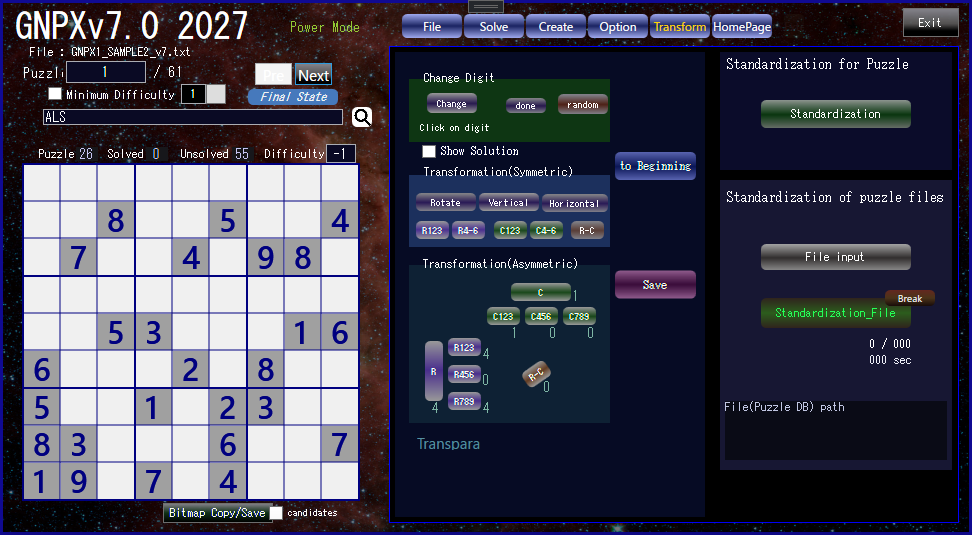 GNPXv7.0 2027
Power Mode
File Solve Create Option Transform HomePage
Exit
File : GNPX1_SAMPLE2_v7.txt
Puzzl 1 / 61
Pre Next
Minimum Difficulty 1
Final State
ALS
Puzzle 26 Solved 0 Unsolved 55 Difficulty -1
8 5 4
7 4 9 8
5 3 1 6
6 2 8
5 1 2 3
8 3 6 7
1 9 7 4
Bitmap Copy/Save candidates
Change Digit
Change done random
Click on digit
Show Solution
to Beginning
Transformation(Symmetric)
Rotate Vertical Horizontal
R123 R4-6 C123 C4-6 R-C
Transformation(Asymmetric)
Save
C 1
C123 C456 C789
1 0 0
R123 4
R R456 0 R-C 0
4 R789 4
Transpara
Standardization for Puzzle
Standardization
Standardization of puzzle files
File input
Break
Standardization_File
0 / 000
000 sec
File(Puzzle DB) path